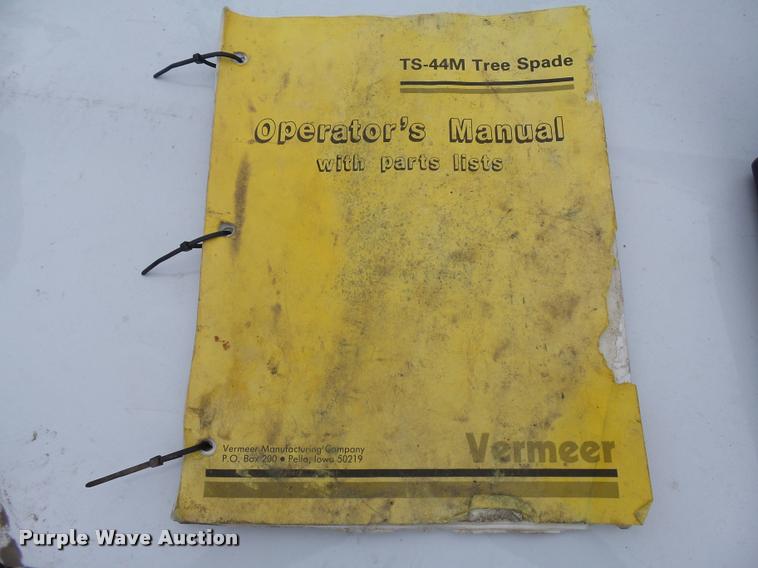 TS-44M Tree Spade
Operator's Manual
with parts lists
Vermeer Manufacturing Company
P.O. Box 200 • Pella, Iowa 50219
Vermeer
Purple Wave Auction